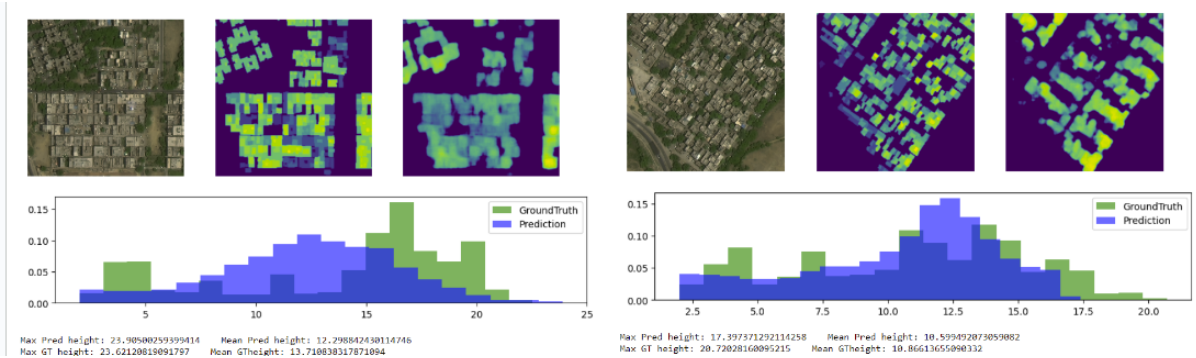 0.15
0.10
0.05
0.00
5
10
15
20
25
GroundTruth
Prediction
Max Pred height: 23.90500259399414    Mean Pred height: 12.298842430114746
Max GT height: 23.62120819091797    Mean GTheight: 13.710838317871094
0.15
0.10
0.05
0.00
2.5
5.0
7.5
10.0
12.5
15.0
17.5
20.0
GroundTruth
Prediction
Max Pred height: 17.397371292114258    Mean Pred height: 10.599492073059082
Max GT height: 20.72028160095215    Mean GTheight: 10.86613655090332